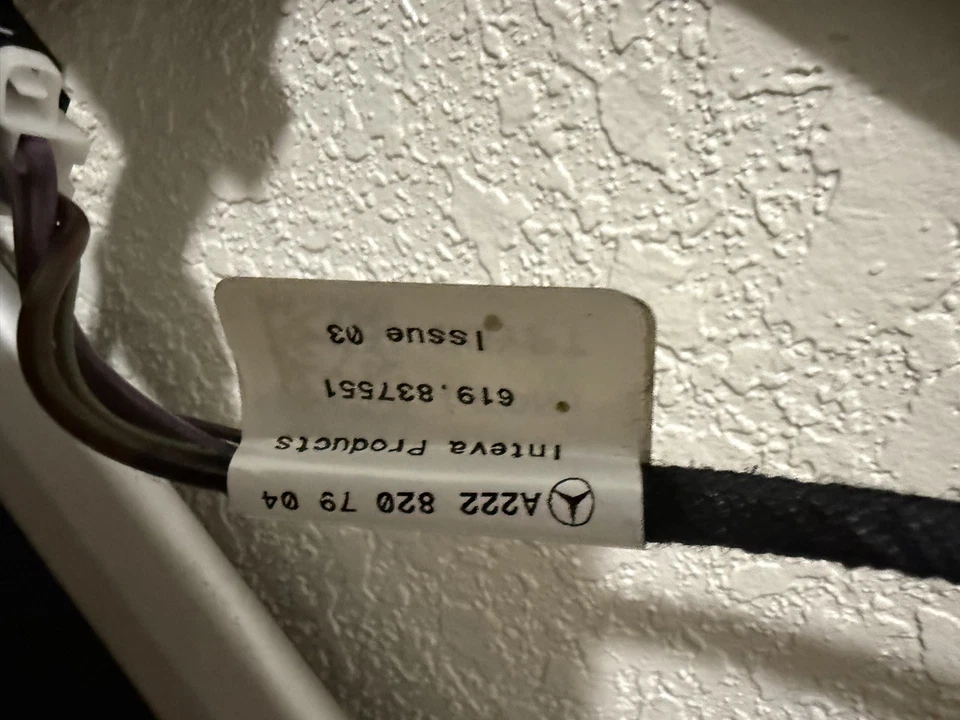 A222 820 79 04
Inteva Products
619.837551
Issue 03